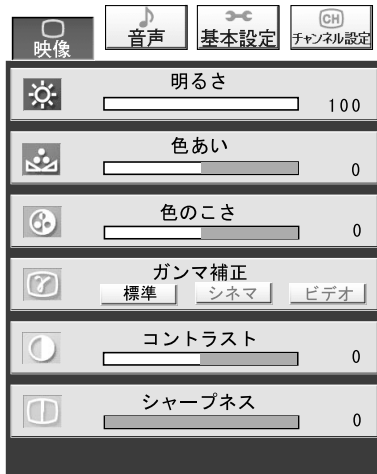 映像
音声
基本設定
CH
チャンネル設定
明るさ
100
色あい
0
色のこさ
0
γ
ガンマ補正
標準 シネマ ビデオ
コントラスト
0
シャープネス
0